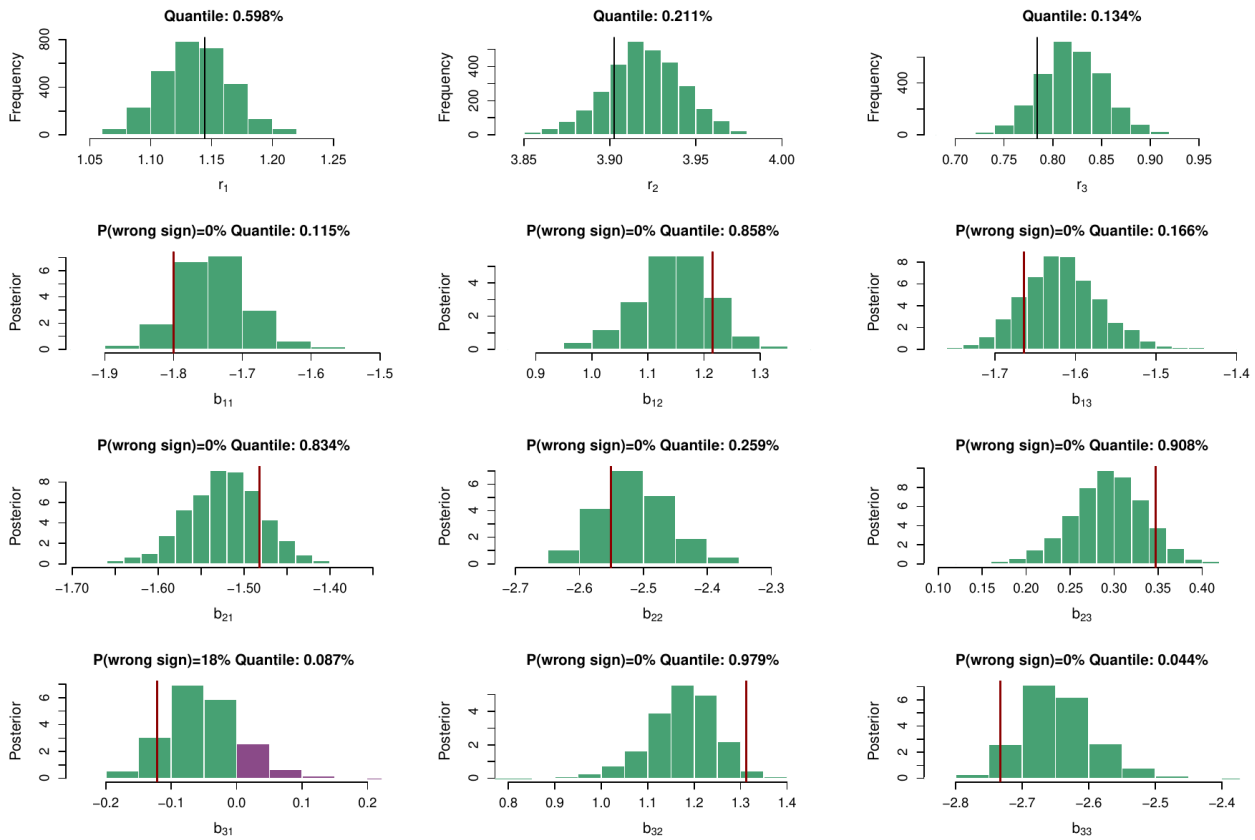 Quantile: 0.598%
Frequency
0 400 800
1.05 1.10 1.15 1.20 1.25
r1
Quantile: 0.211%
Frequency
0 200 400
3.85 3.90 3.95 4.00
r2
Quantile: 0.134%
Frequency
0 400
0.70 0.75 0.80 0.85 0.90 0.95
r3
P(wrong sign)=0% Quantile: 0.115%
Posterior
0 2 4 6
−1.9 −1.8 −1.7 −1.6 −1.5
b11
P(wrong sign)=0% Quantile: 0.858%
Posterior
0 2 4
0.9 1.0 1.1 1.2 1.3
b12
P(wrong sign)=0% Quantile: 0.166%
Posterior
0 2 4 6 8
−1.7 −1.6 −1.5 −1.4
b13
P(wrong sign)=0% Quantile: 0.834%
Posterior
0 2 4 6 8
−1.70 −1.60 −1.50 −1.40
b21
P(wrong sign)=0% Quantile: 0.259%
Posterior
0 2 4 6
−2.7 −2.6 −2.5 −2.4 −2.3
b22
P(wrong sign)=0% Quantile: 0.908%
Posterior
0 2 4 6 8
0.10 0.15 0.20 0.25 0.30 0.35 0.40
b23
P(wrong sign)=18% Quantile: 0.087%
Posterior
0 2 4 6
−0.2 −0.1 0.0 0.1 0.2
b31
P(wrong sign)=0% Quantile: 0.979%
Posterior
0 2 4
0.8 0.9 1.0 1.1 1.2 1.3 1.4
b32
P(wrong sign)=0% Quantile: 0.044%
Posterior
0 2 4 6
−2.8 −2.7 −2.6 −2.5 −2.4
b33